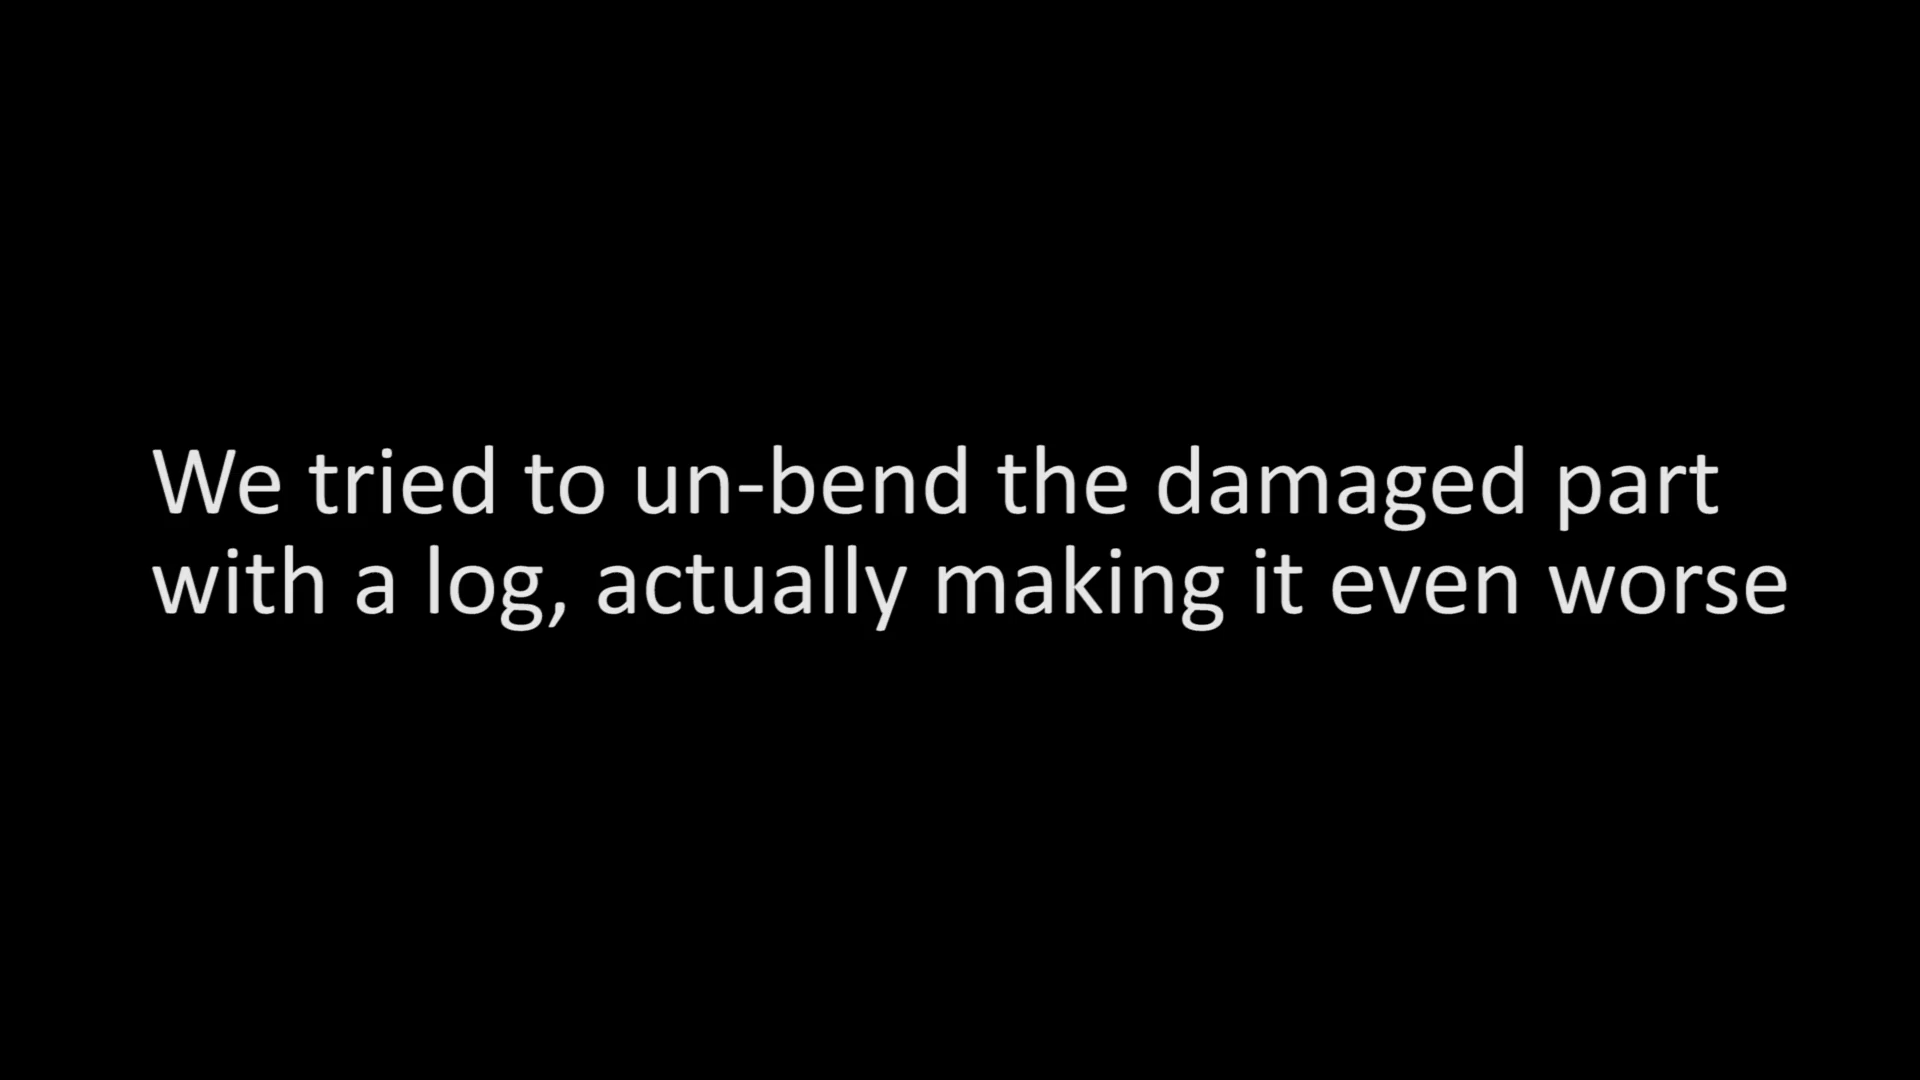 We tried to un-bend the damaged part
with a log, actually making it even worse